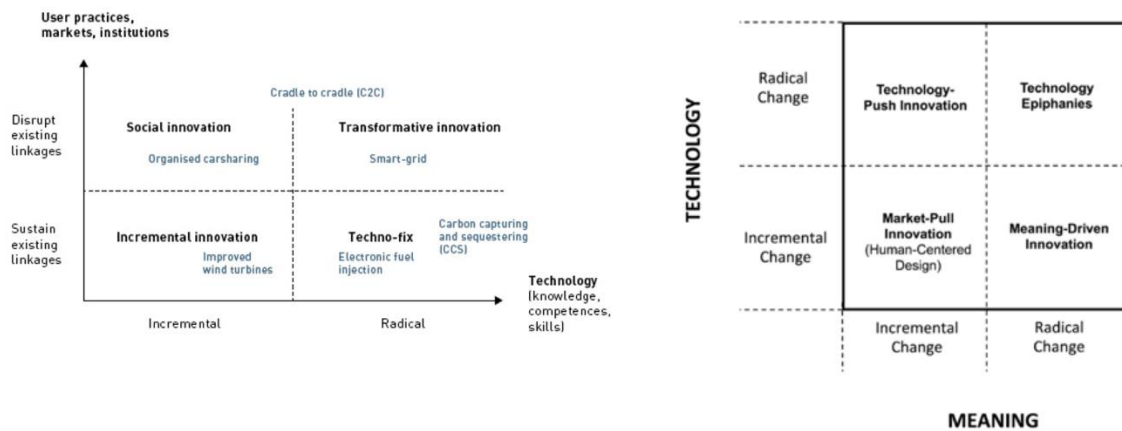 User practices,
markets, institutions
Disrupt
existing
linkages
Cradle to cradle (C2C)
Social innovation
Transformative innovation
Organised carsharing
Smart-grid
Sustain
existing
linkages
Incremental innovation
Improved
wind turbines
Techno-fix
Electronic fuel
injection
Carbon capturing
and sequestering
(CCS)
Technology
(knowledge,
competences,
skills)
Incremental
Radical
TECHNOLOGY
Radical
Change
Technology-
Push Innovation
Technology
Epiphanies
Incremental
Change
Market-Pull
Innovation
(Human-Centered
Design)
Meaning-Driven
Innovation
Incremental
Change
Radical
Change
MEANING